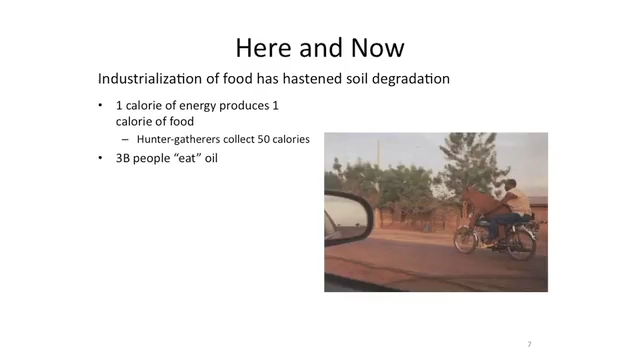 Here and Now
Industrialization of food has hastened soil degradation
• 1 calorie of energy produces 1
calorie of food
– Hunter-gatherers collect 50 calories
• 3B people “eat” oil
7